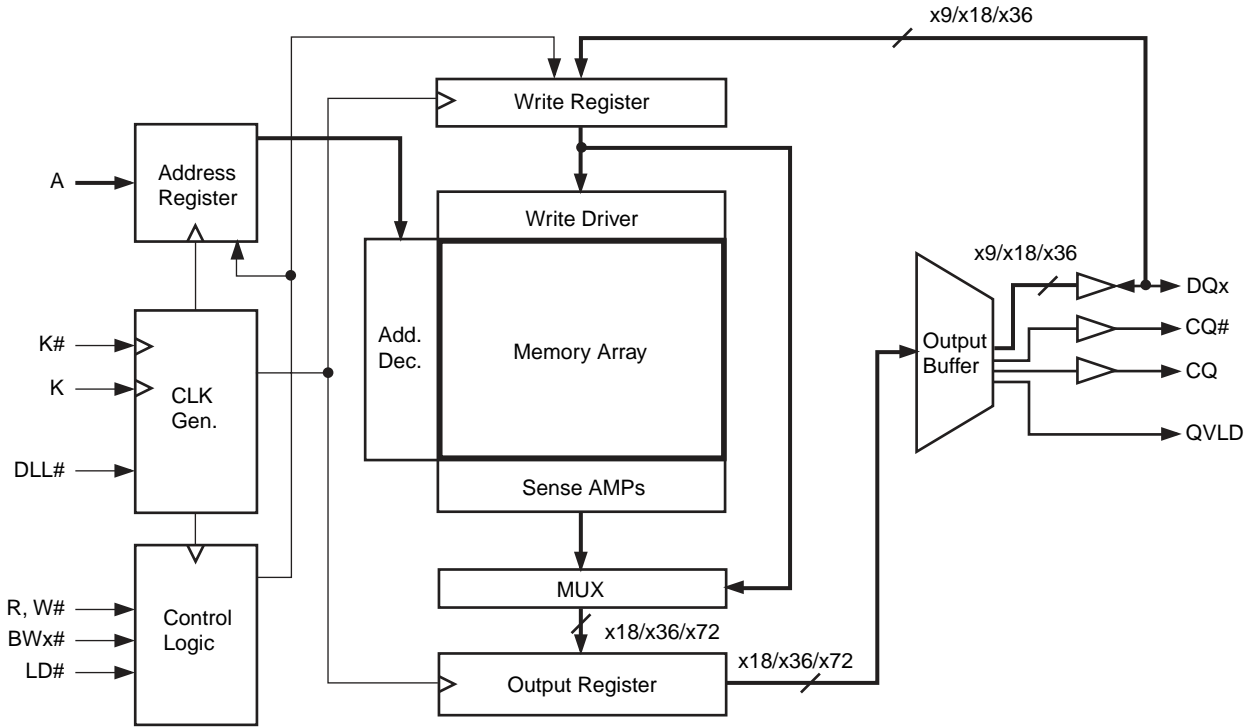 x9/x18/x36
Write Register
Address
Register
A
Write Driver
x9/x18/x36
DQx
K#
Add.
Dec.
Memory Array
Output
Buffer
CQ#
K
CLK
Gen.
CQ
QVLD
DLL#
Sense AMPs
MUX
R, W#
Control
Logic
BWx#
LD#
x18/x36/x72
x18/x36/x72
Output Register